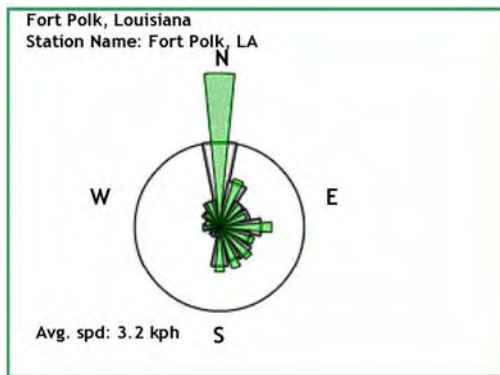 Fort Polk, Louisiana
Station Name: Fort Polk, LA
N
W
E
Avg. spd: 3.2 kph
S